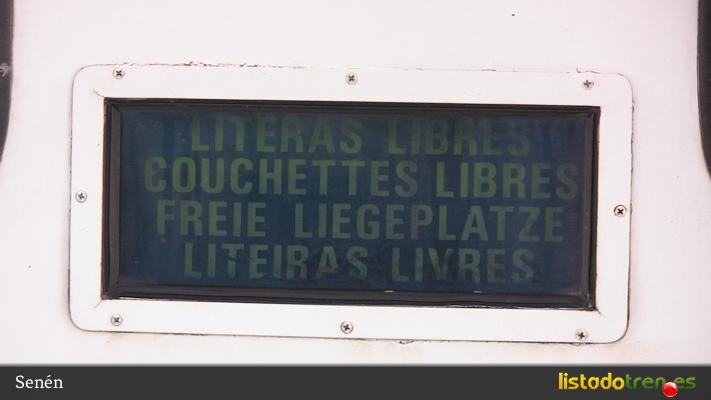 LITERAS LIBRES
COUCHETTES LIBRES
FREIE LIEGEPLATZE
LITEIRAS LIVRES
Senén
listadotren.es